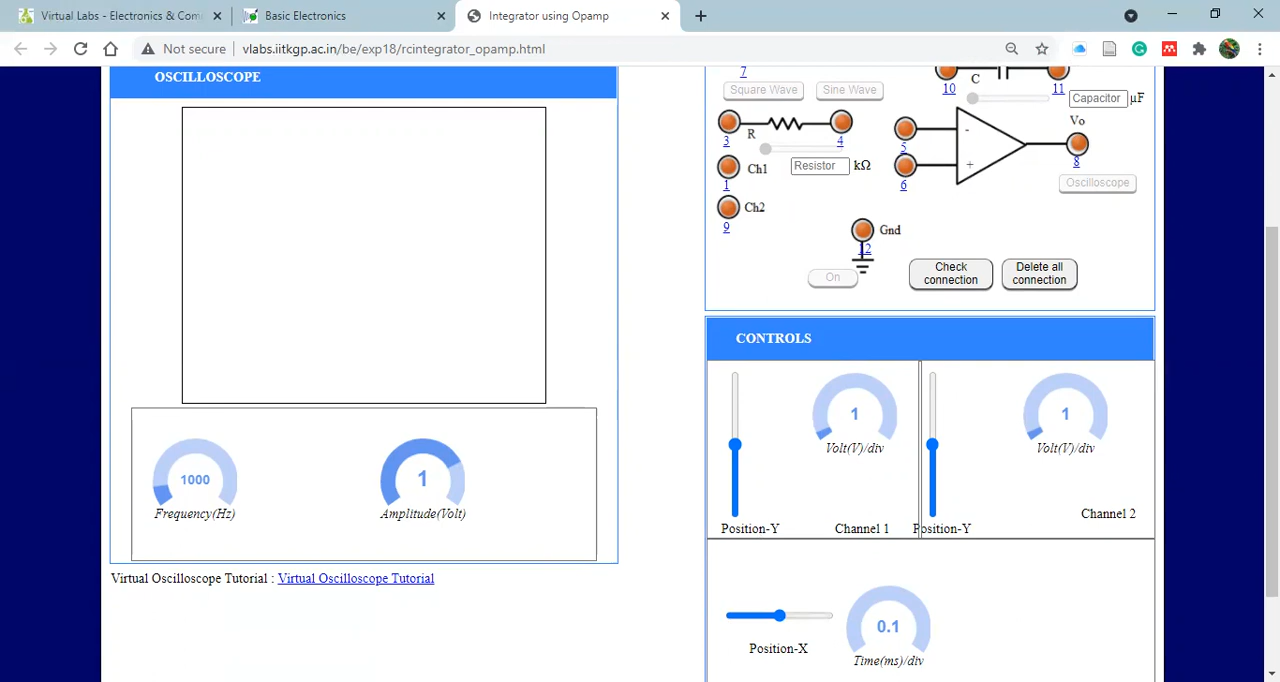 Virtual Labs - Electronics & Com
Basic Electronics
Integrator using Opamp
Not secure
vlabs.iitkgp.ac.in/be/exp18/rcintegrator_opamp.html
OSCILLOSCOPE
7
Square Wave
Sine Wave
C
10
11
Capacitor µF
Vo
R
3
4
5
- 
Resistor kΩ
Ch1
1
+
6
8
Oscilloscope
Ch2
9
Gnd
12
On
Check connection
Delete all connection
CONTROLS
1
Volt(V)/div
1
Volt(V)/div
Position-Y
Channel 1
Position-Y
Channel 2
1000
Frequency(Hz)
1
Amplitude(Volt)
Virtual Oscilloscope Tutorial : Virtual Oscilloscope Tutorial
Position-X
0.1
Time(ms)/div